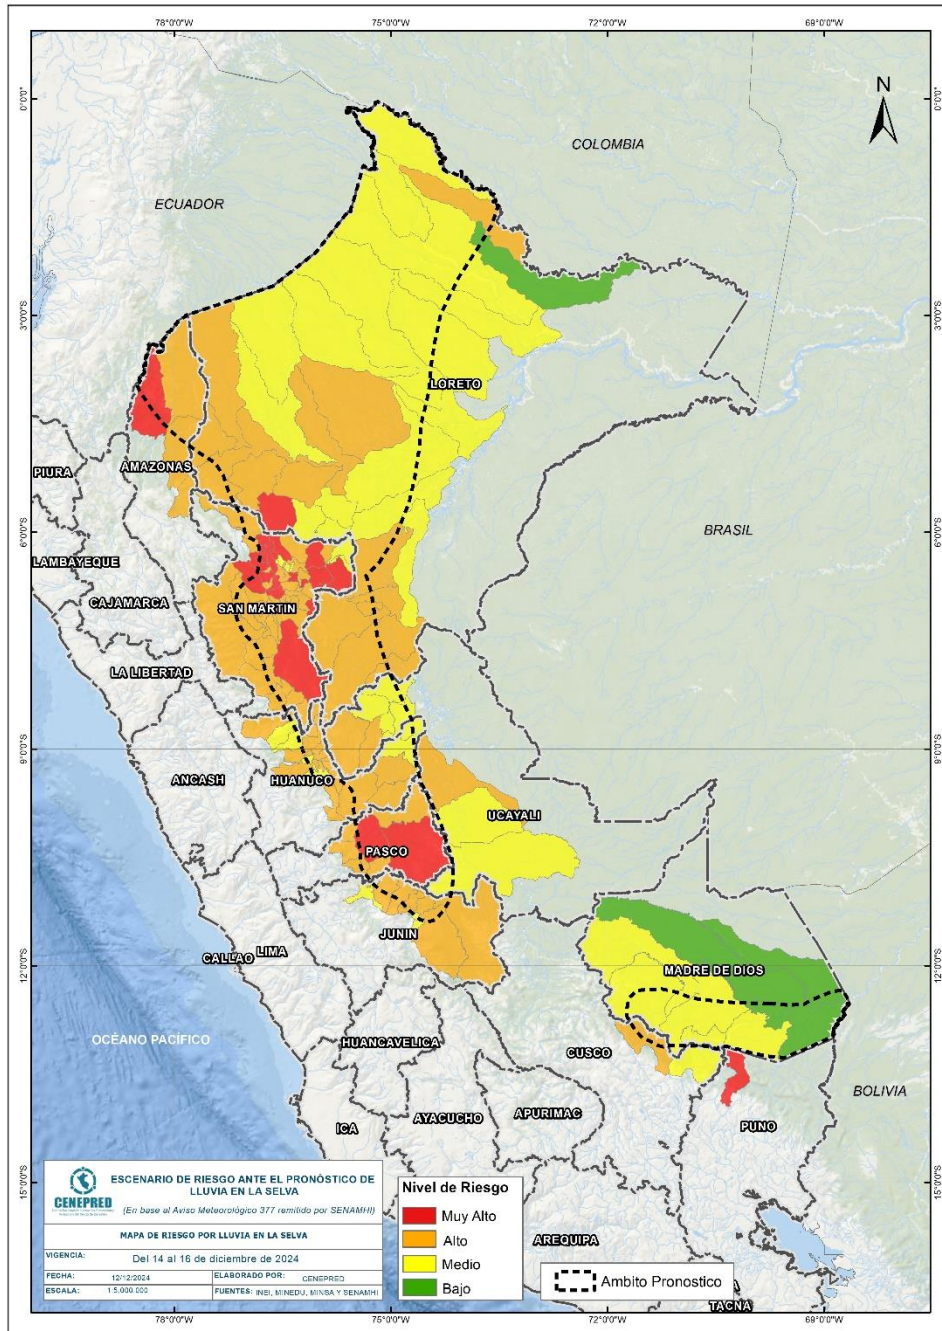 78°0'0"W 75°0'0"W 72°0'0"W 69°0'0"W
0°0'0" 0°0'0"
N
COLOMBIA
ECUADOR
3°0'0"S 3°0'0"S
LORETO
PIURA
AMAZONAS
6°0'0"S 6°0'0"S
BRASIL
LAMBAYEQUE
CAJAMARCA
SAN MARTIN
LA LIBERTAD
9°0'0"S 9°0'0"S
ANCASH
HUANUCO
UCAYALI
PASCO
JUNIN
CALLAO
LIMA
12°0'0"S 12°0'0"S
MADRE DE DIOS
OCÉANO PACÍFICO
HUANCAVELICA
CUSCO
BOLIVIA
ICA
AYACUCHO
APURIMAC
PUNO
15°0'0"S 15°0'0"S
AREQUIPA
TACNA
CENEPRED
ESCENARIO DE RIESGO ANTE EL PRONÓSTICO DE
LLUVIA EN LA SELVA
(En base al Aviso Meteorológico 377 remitido por SENAMHI)
MAPA DE RIESGO POR LLUVIA EN LA SELVA
VIGENCIA: Del 14 al 16 de diciembre de 2024
FECHA: 12/12/2024 ELABORADO POR: CENEPRED
ESCALA: 1:5.000.000 FUENTES: INEI, MINEDU, MINSA Y SENAMHI
Nivel de Riesgo
Muy Alto
Alto
Medio
Bajo
Ambito Pronostico
78°0'0"W 75°0'0"W 72°0'0"W 69°0'0"W